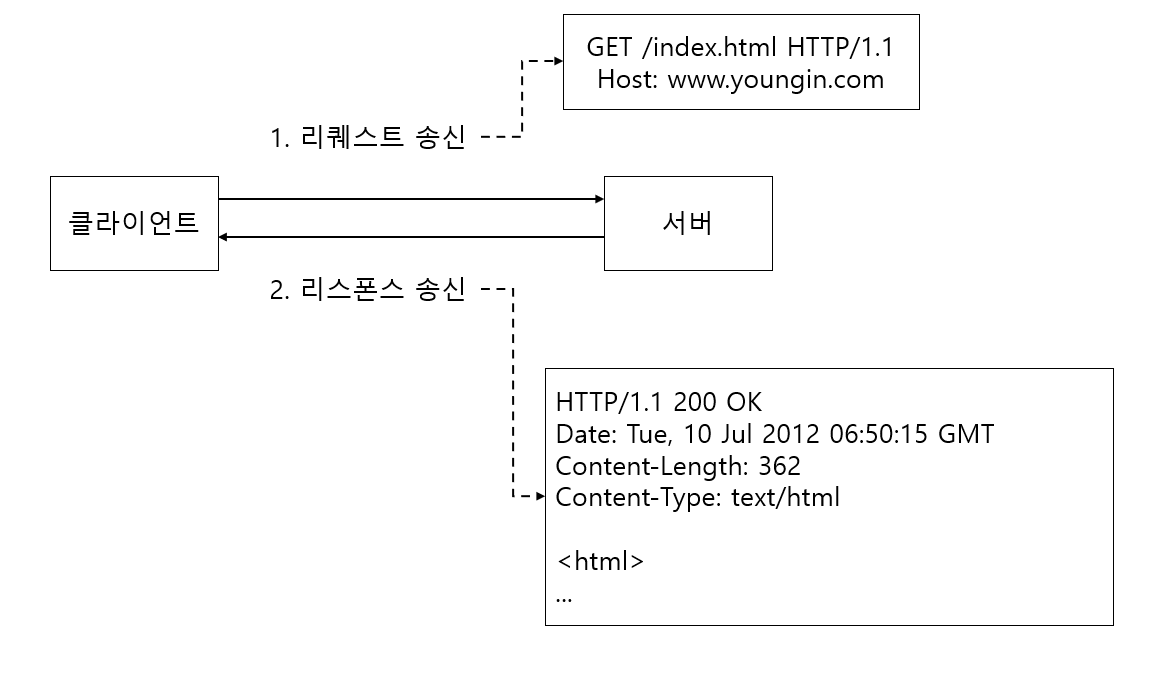 GET /index.html HTTP/1.1
Host: www.youngin.com
1. 리퀘스트 송신
클라이언트
서버
2. 리스폰스 송신
HTTP/1.1 200 OK
Date: Tue, 10 Jul 2012 06:50:15 GMT
Content-Length: 362
Content-Type: text/html
<html>
...